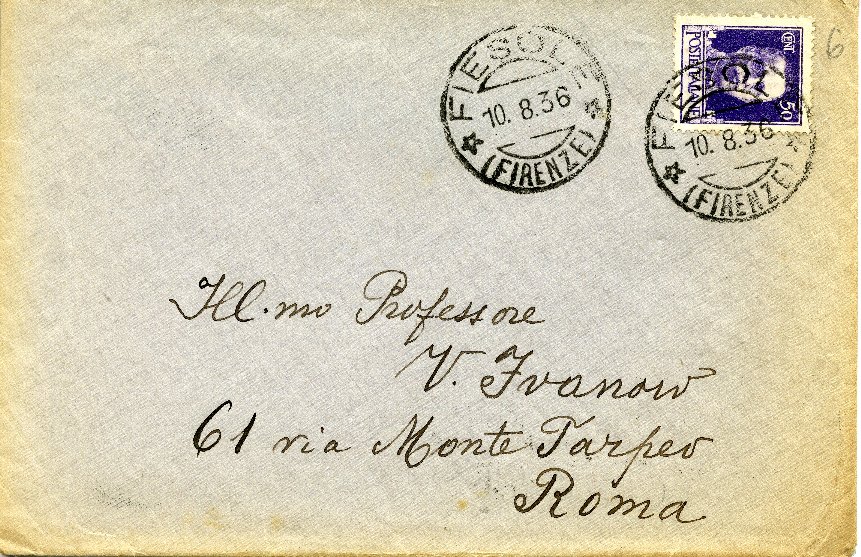 FIESOLE
10.8.36
(FIRENZE)
CENT
50
POSTE ITALIANE
FIESOLE
10.8.36
(FIRENZE)
6
Ill.mo Professore
V. Ivanow
61 via Monte Tarpeo
Roma